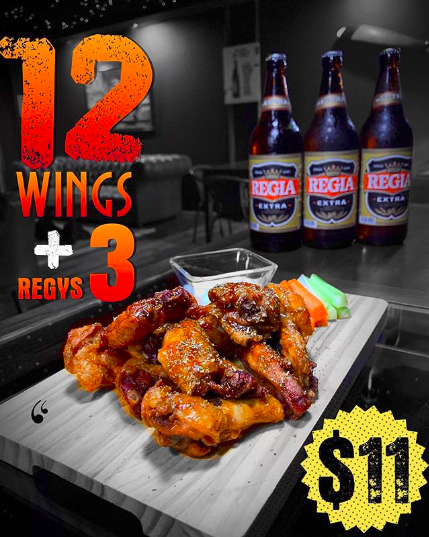 12
WINGS
+ 3
REGYS
REGIA
EXTRA
REGIA
EXTRA
REGIA
EXTRA
$11